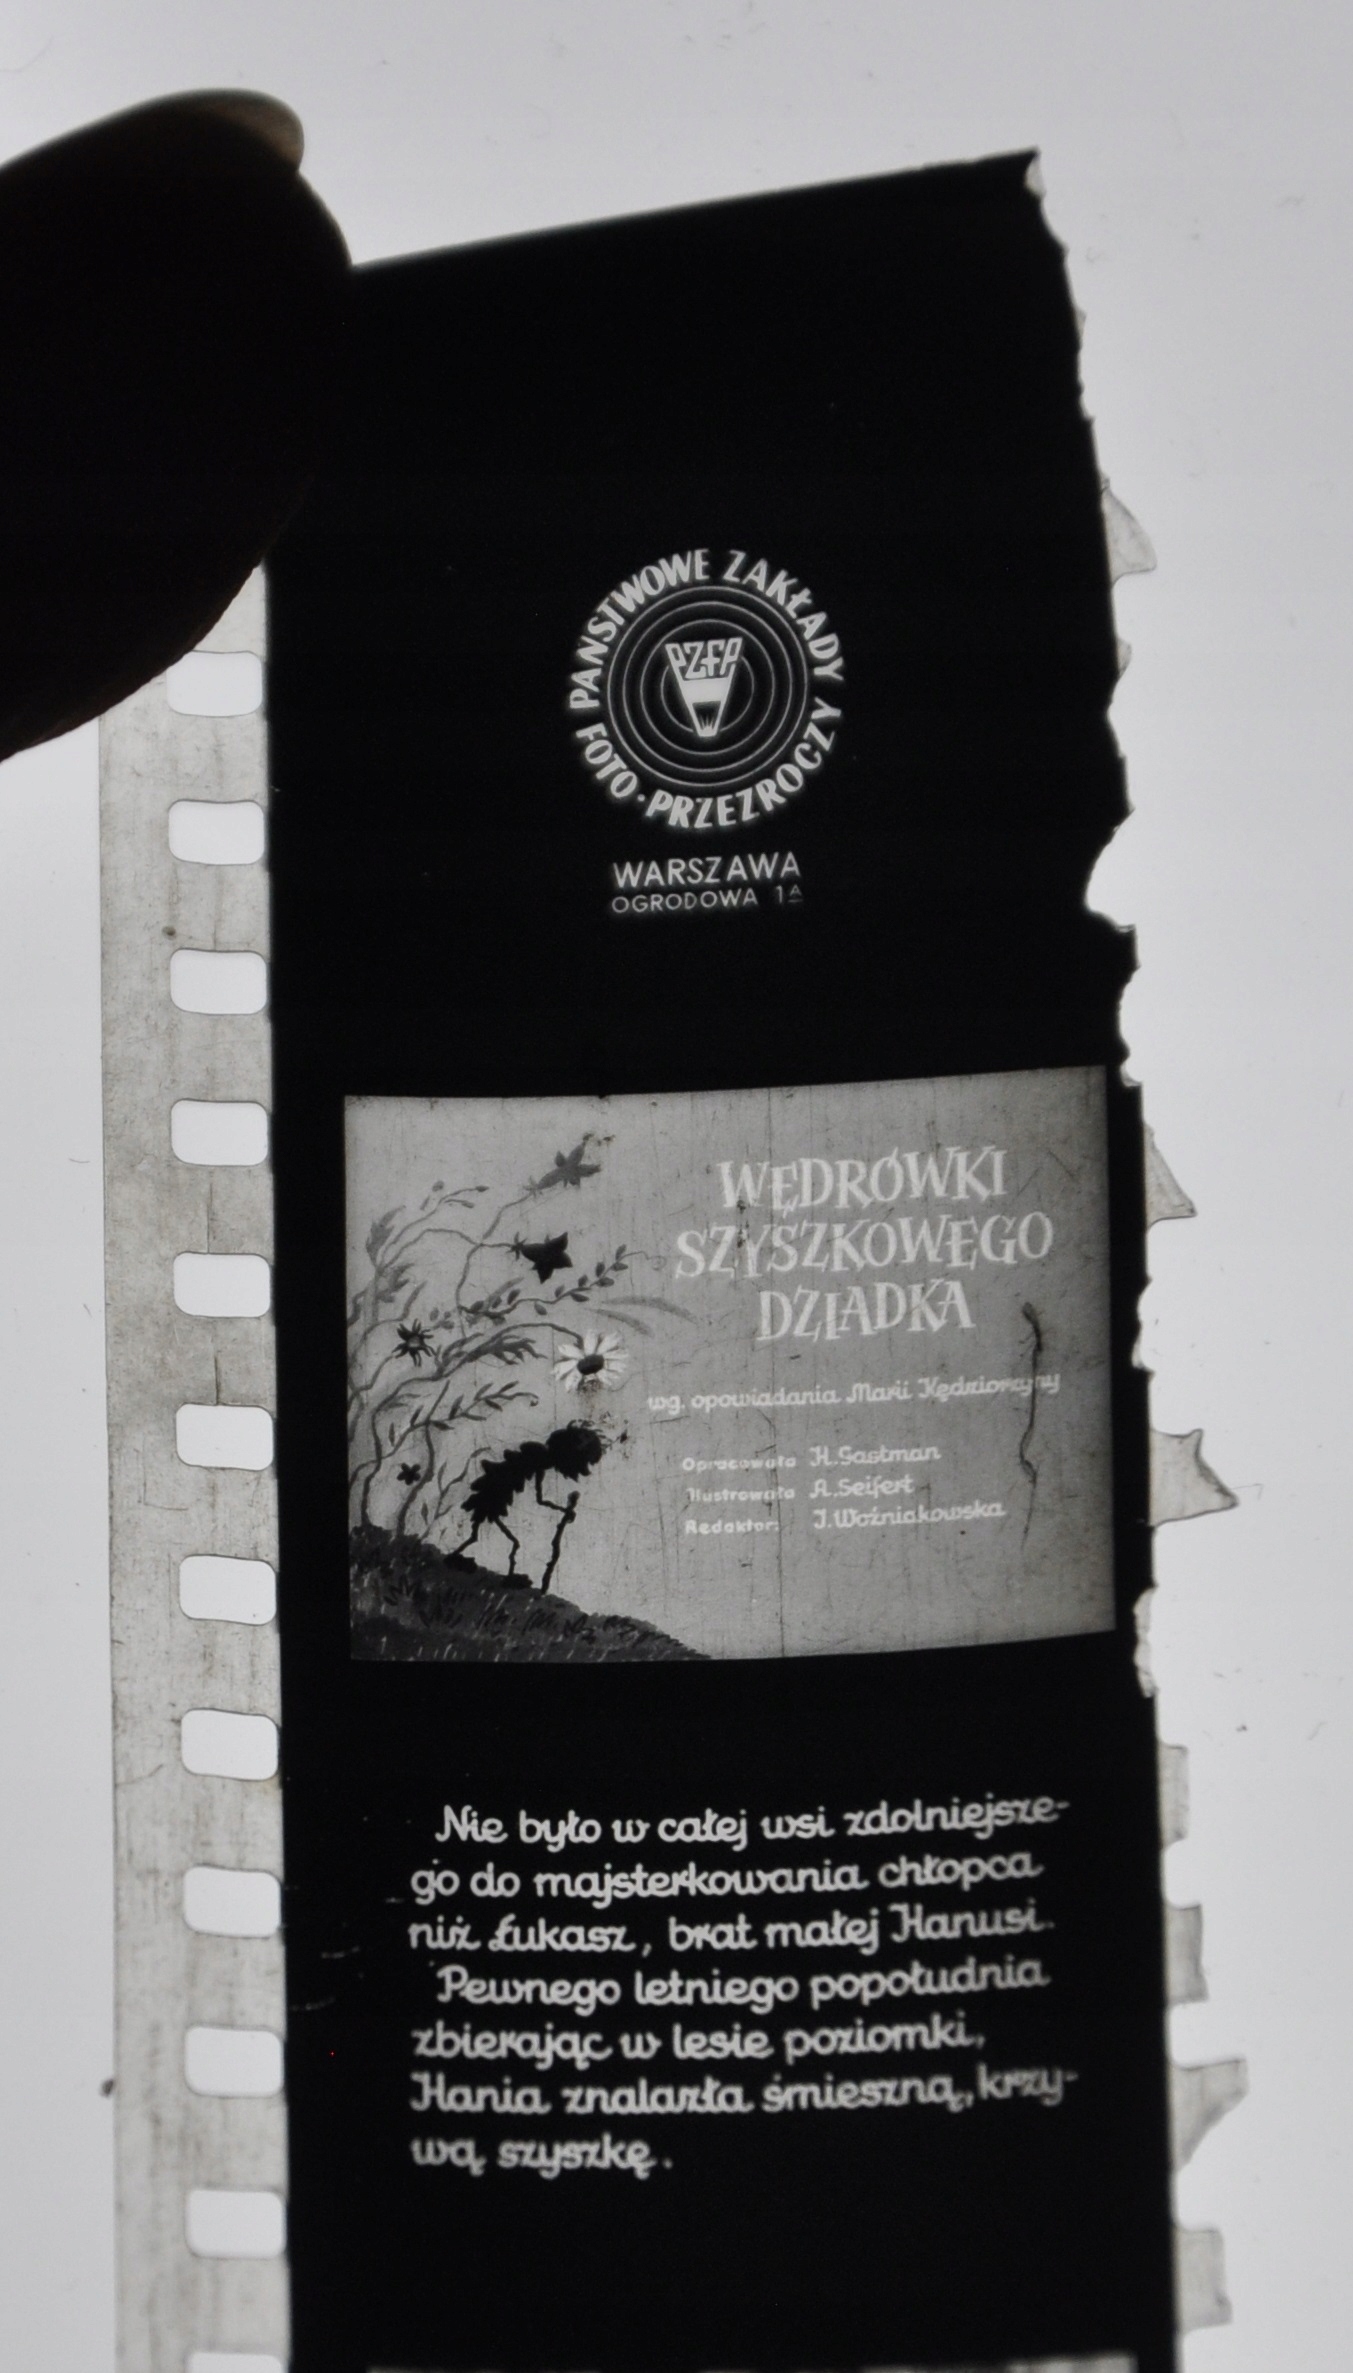 PAŃSTWOWE ZAKŁADY
FOTO · PRZEZROCZY
PZFP
WARSZAWA
OGRODOWA 1A
WĘDRÓWKI
SZYSZKOWEGO
DZIADKA
wg. opowiadania Marii Kędziorzyny
Opracowała H. Gastman
Ilustrowała A. Seifert
Redaktor: J. Woźniakowska
Nie było w całej wsi zdolniejsze-
go do majsterkowania chłopca
niż Łukasz, brat małej Hanusi.
Pewnego letniego popołudnia
zbierając w lesie poziomki,
Hania znalazła śmieszną, krzy-
wą szyszkę.